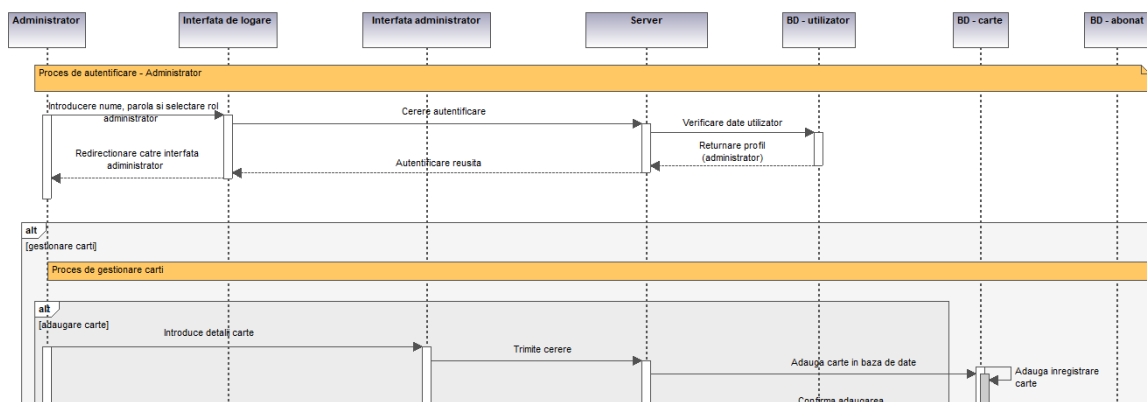 Administrator
Interfata de logare
Interfata administrator
Server
BD - utilizator
BD - carte
BD - abonat
Proces de autentificare - Administrator
Introducere nume, parola si selectare rol
administrator
Cerere autentificare
Verificare date utilizator
Returnare profil
(administrator)
Autentificare reusita
Redirectionare catre interfata
adiministrator
alt
[gestionare carti]
Proces de gestionare carti
alt
[adaugare carte]
Introduce detalii carte
Trimite cerere
Adauga carte in baza de date
Adauga inregistrare
carte
Confirma adaugarea